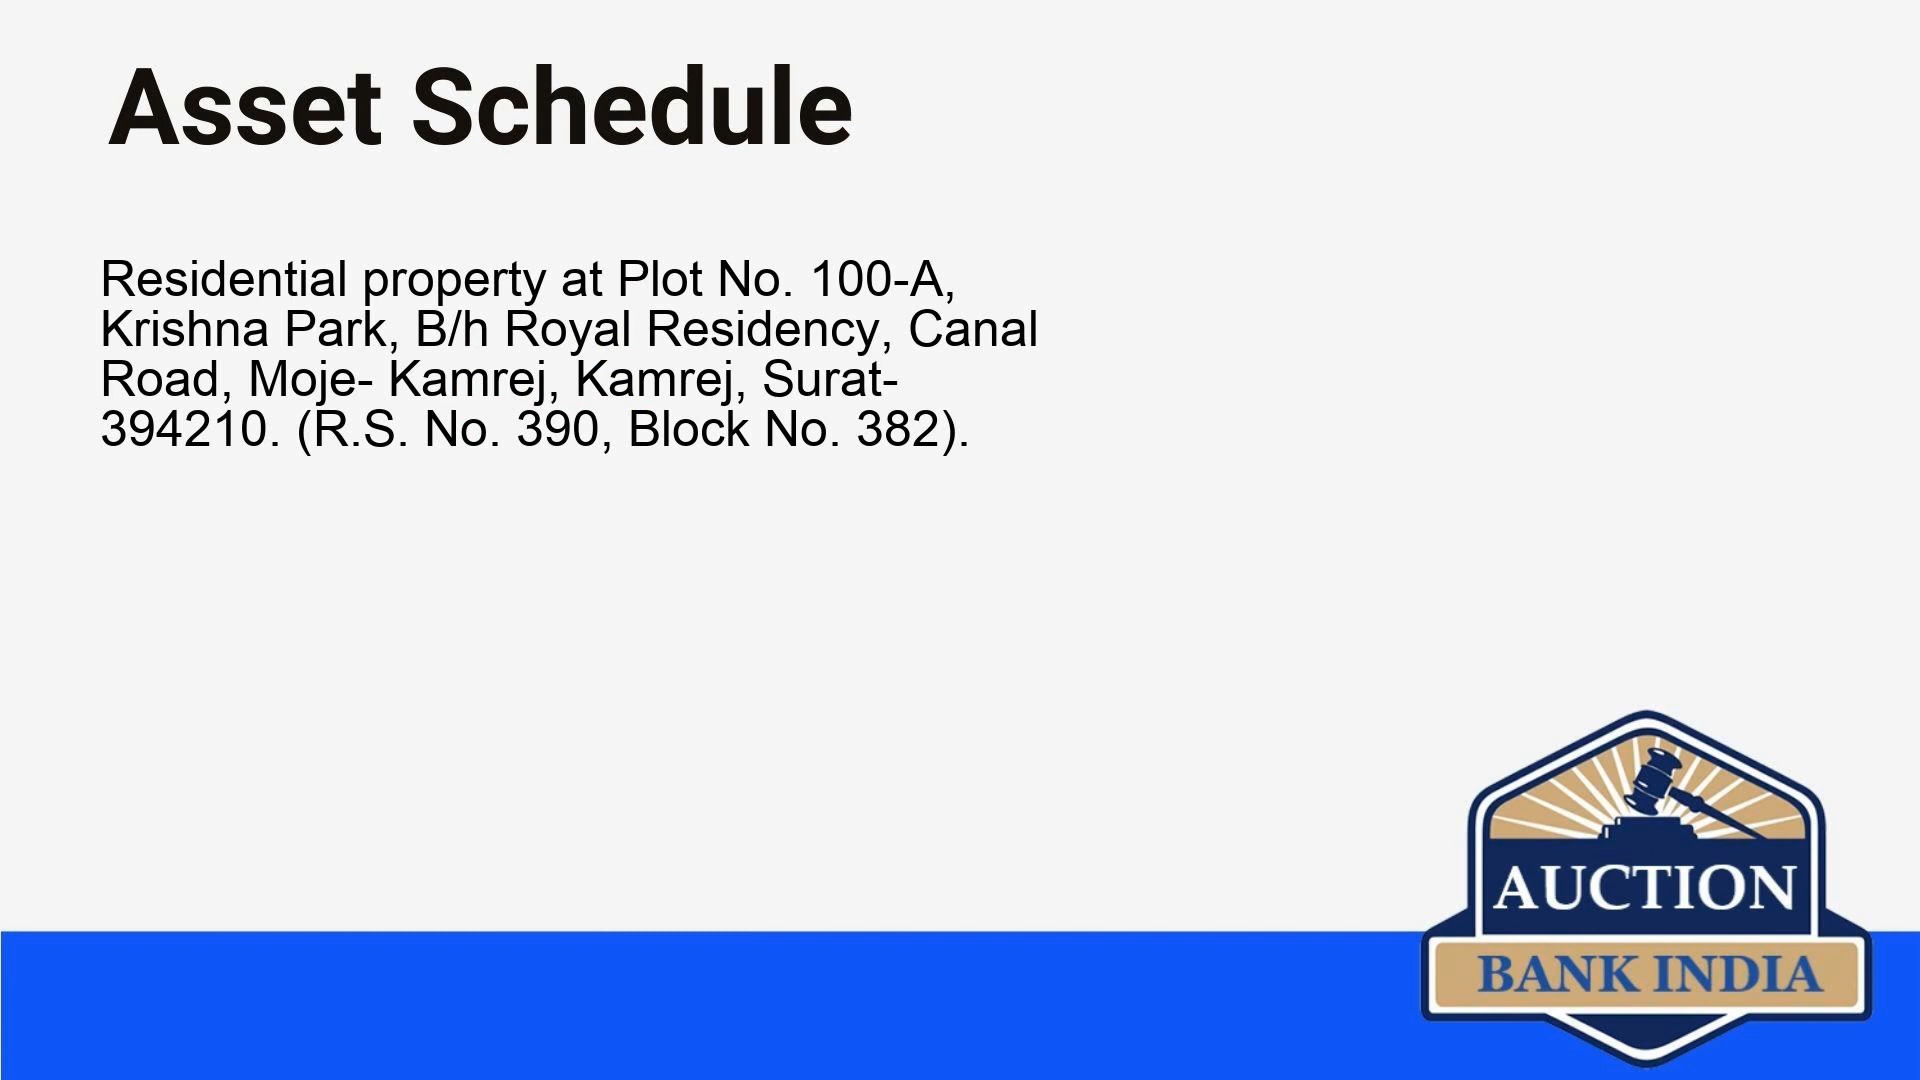 Asset Schedule
Residential property at Plot No. 100-A,
Krishna Park, B/h Royal Residency, Canal
Road, Moje- Kamrej, Kamrej, Surat-
394210. (R.S. No. 390, Block No. 382).
AUCTION
BANK INDIA